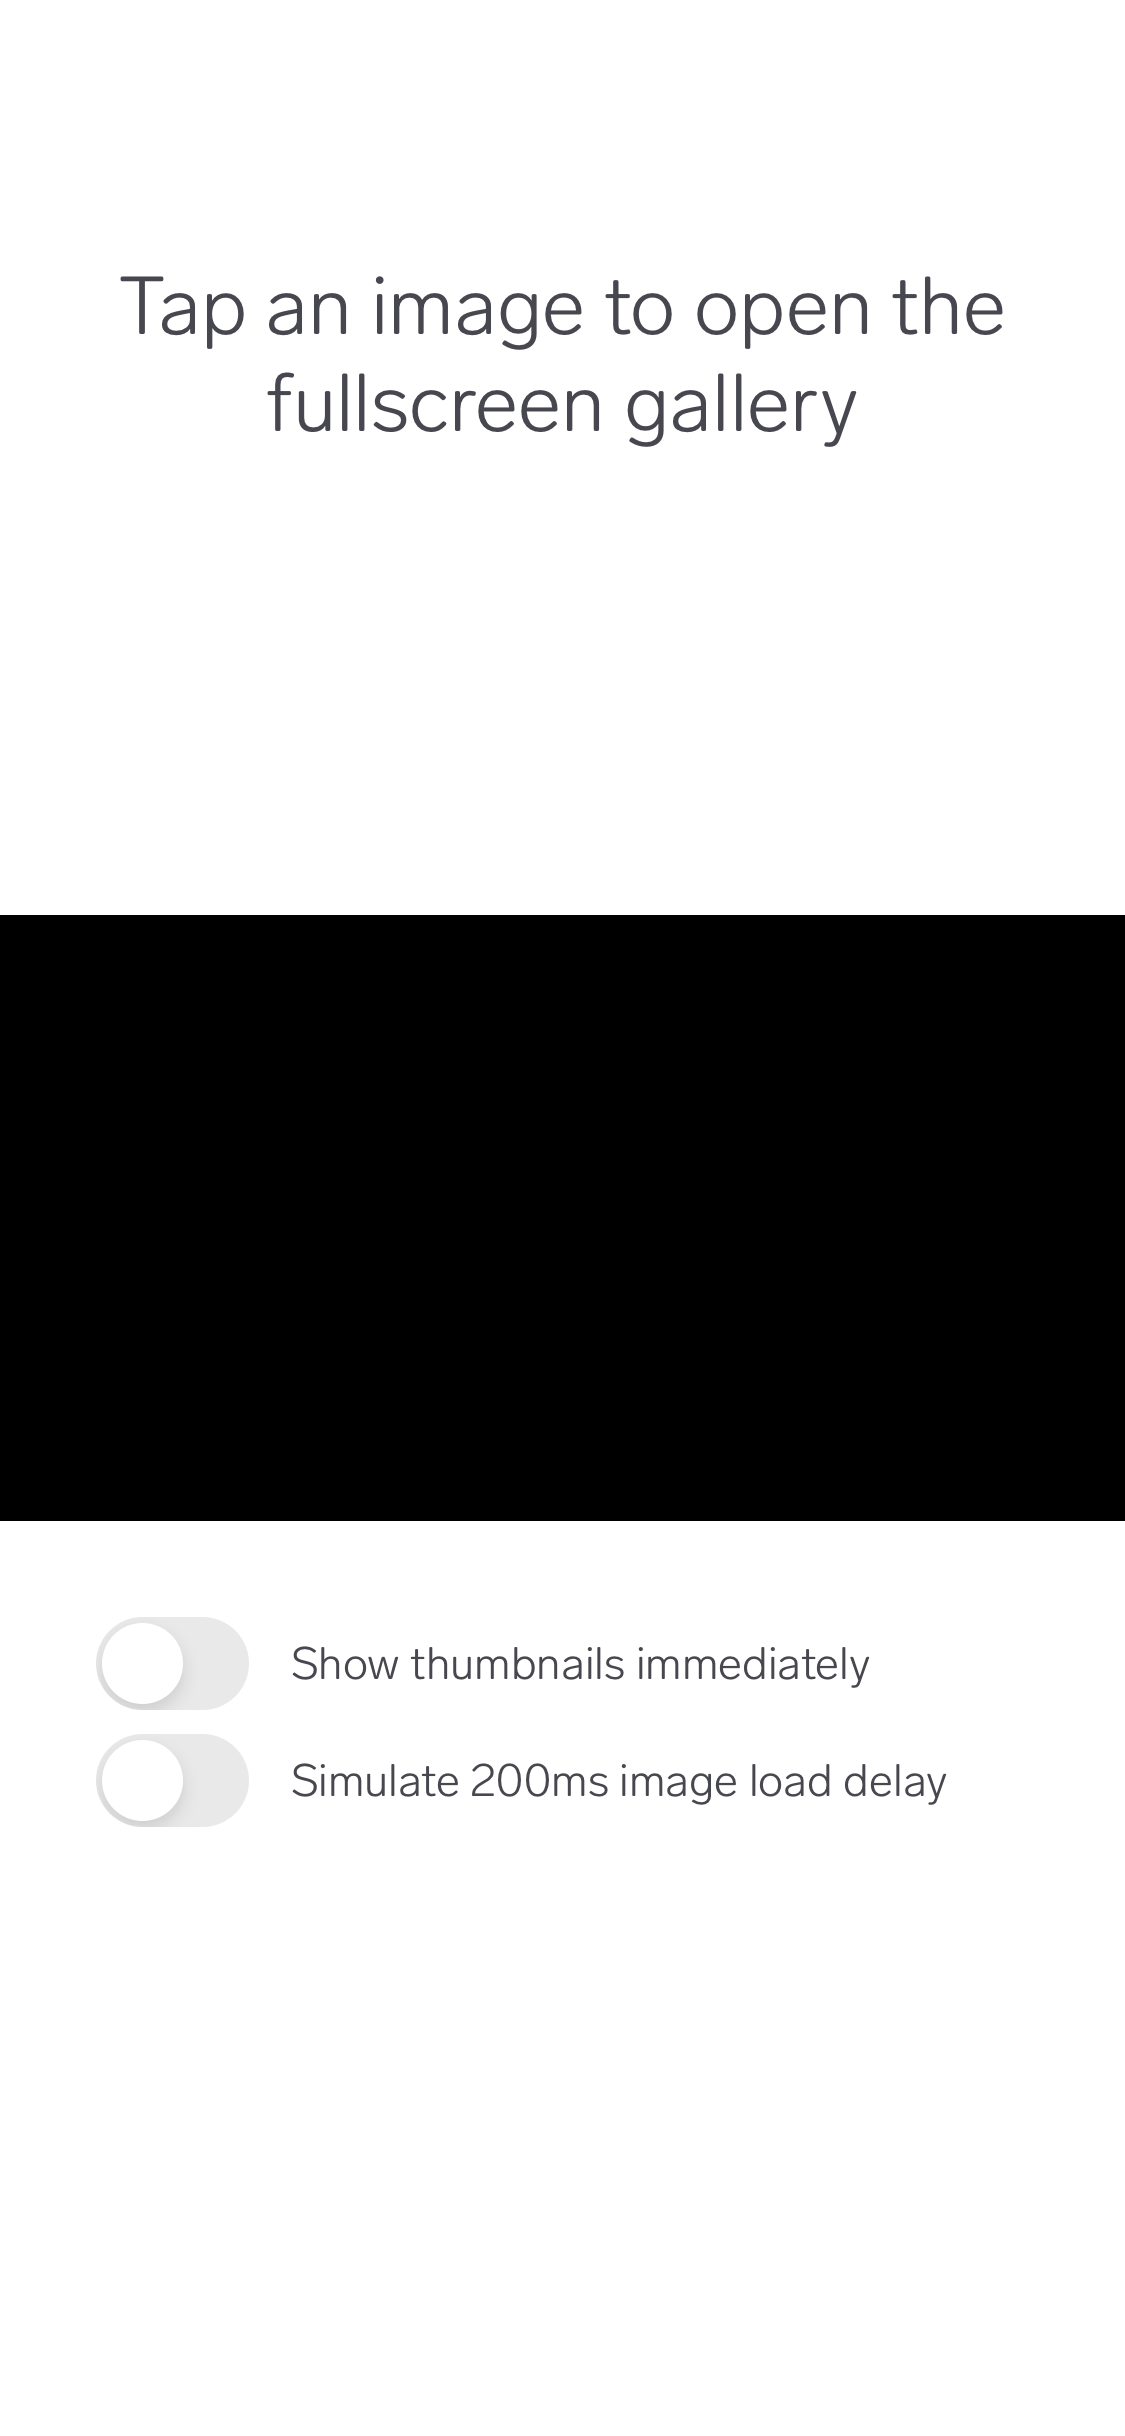 Tap an image to open the
fullscreen gallery
Show thumbnails immediately
Simulate 200ms image load delay